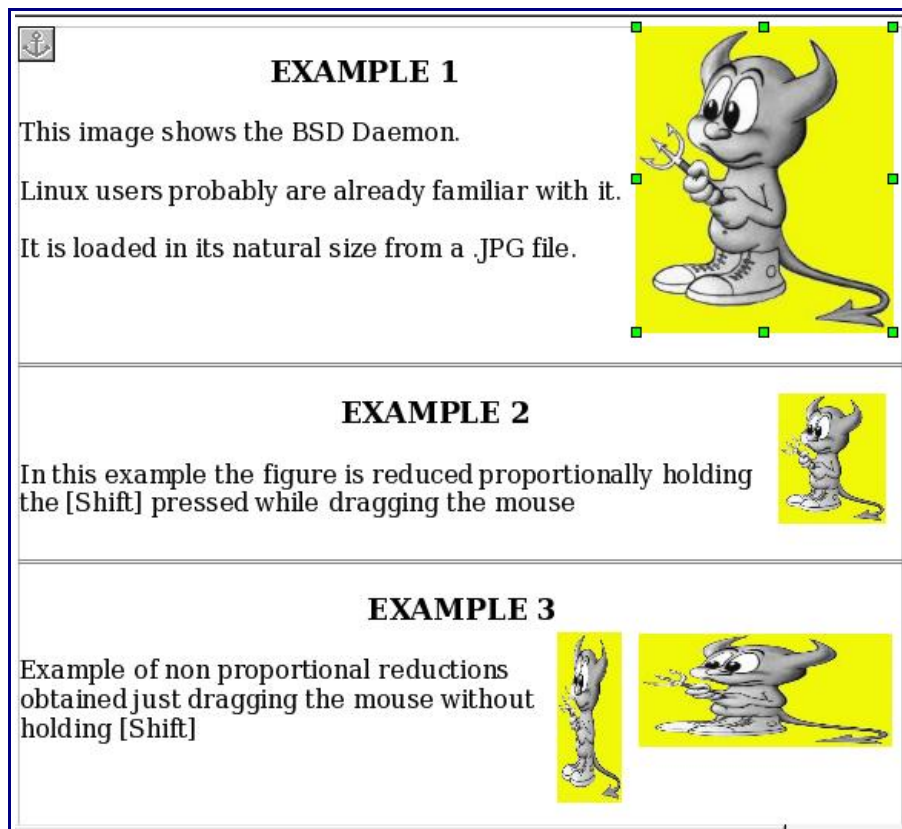 EXAMPLE 1
This image shows the BSD Daemon.
Linux users probably are already familiar with it.
It is loaded in its natural size from a .JPG file.
EXAMPLE 2
In this example the figure is reduced proportionally holding
the [Shift] pressed while dragging the mouse
EXAMPLE 3
Example of non proportional reductions
obtained just dragging the mouse without
holding [Shift]